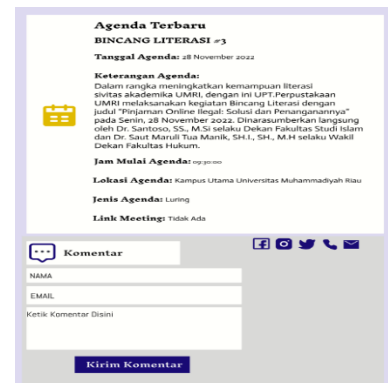 Agenda Terbaru
BINCANG LITERASI #3
Tanggal Agenda: 28 November 2022
Keterangan Agenda:
Dalam rangka meningkatkan kemampuan literasi
sivitas akademika UMRI, dengan ini UPT.Perpustakaan
UMRI melaksanakan kegiatan Bincang Literasi dengan
judul "Pinjaman Online Ilegal: Solusi dan Penanganannya"
pada Senin, 28 November 2022. Dinarasumberkan langsung
oleh Dr. Santoso, SS., M.Si selaku Dekan Fakultas Studi Islam
dan Dr. Saut Maruli Tua Manik, SH.I., SH., M.H selaku Wakil
Dekan Fakultas Hukum.
Jam Mulai Agenda: 09:30:00
Lokasi Agenda: Kampus Utama Universitas Muhammadiyah Riau
Jenis Agenda: Luring
Link Meeting: Tidak Ada
Komentar
NAMA
EMAIL
Ketik Komentar Disini
Kirim Komentar